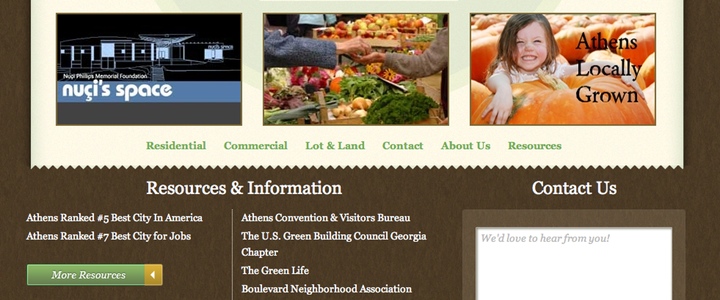 nuçi's space
Nuçi Phillips Memorial Foundation
nuçi's space
Athens
Locally
Grown
Residential Commercial Lot & Land Contact About Us Resources
Resources & Information
Athens Ranked #5 Best City In America
Athens Ranked #7 Best City for Jobs
More Resources
Athens Convention & Visitors Bureau
The U.S. Green Building Council Georgia
Chapter
The Green Life
Boulevard Neighborhood Association
Contact Us
We'd love to hear from you!